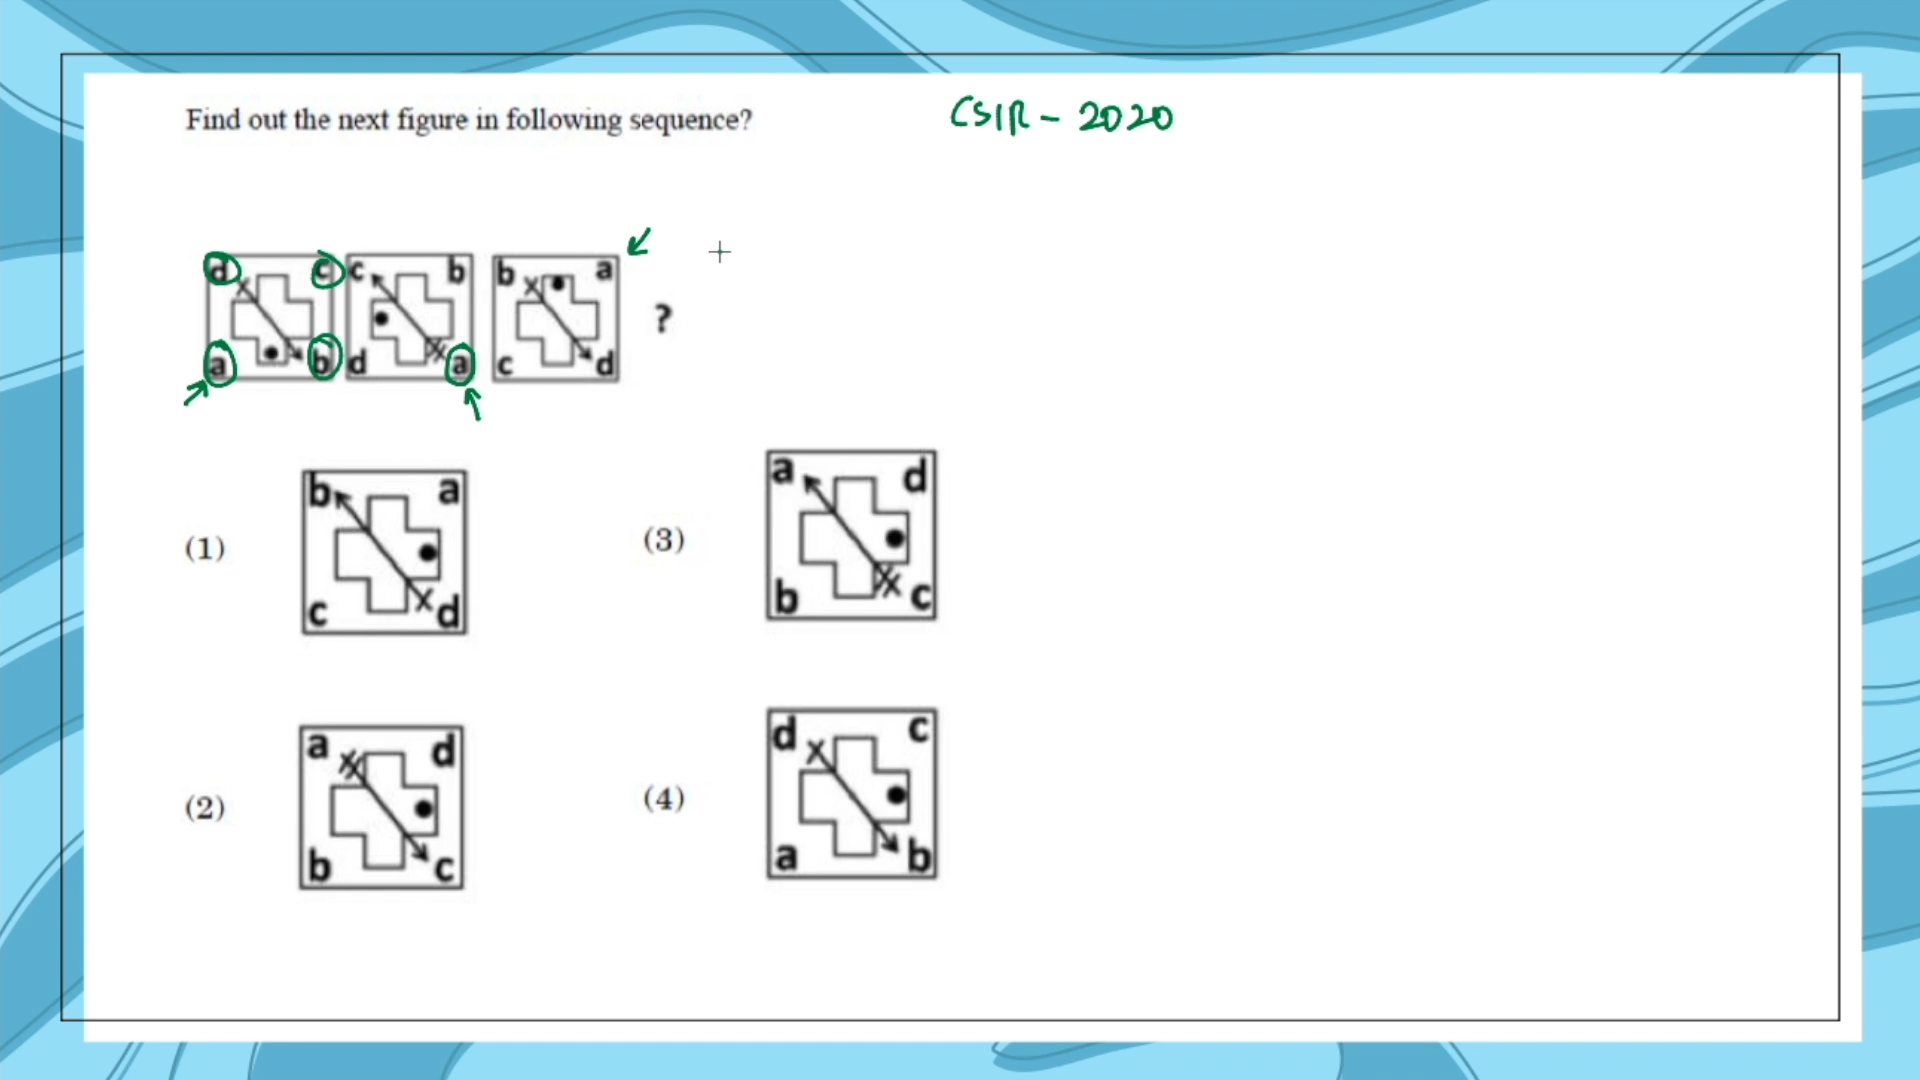 Find out the next figure in following sequence?
CSIR - 2020
d c c b b a
?
a b d a c d
(1) b a
c d
(3) a d
b c
(2) a d
b c
(4) d c
a b